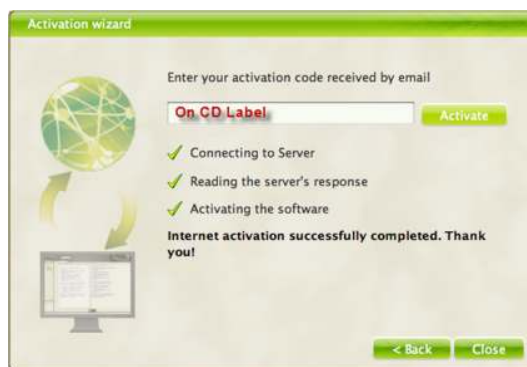 Activation wizard
Enter your activation code received by email
On CD Label
Activate
Connecting to Server
Reading the server's response
Activating the software
Internet activation successfully completed. Thank
you!
< Back
Close